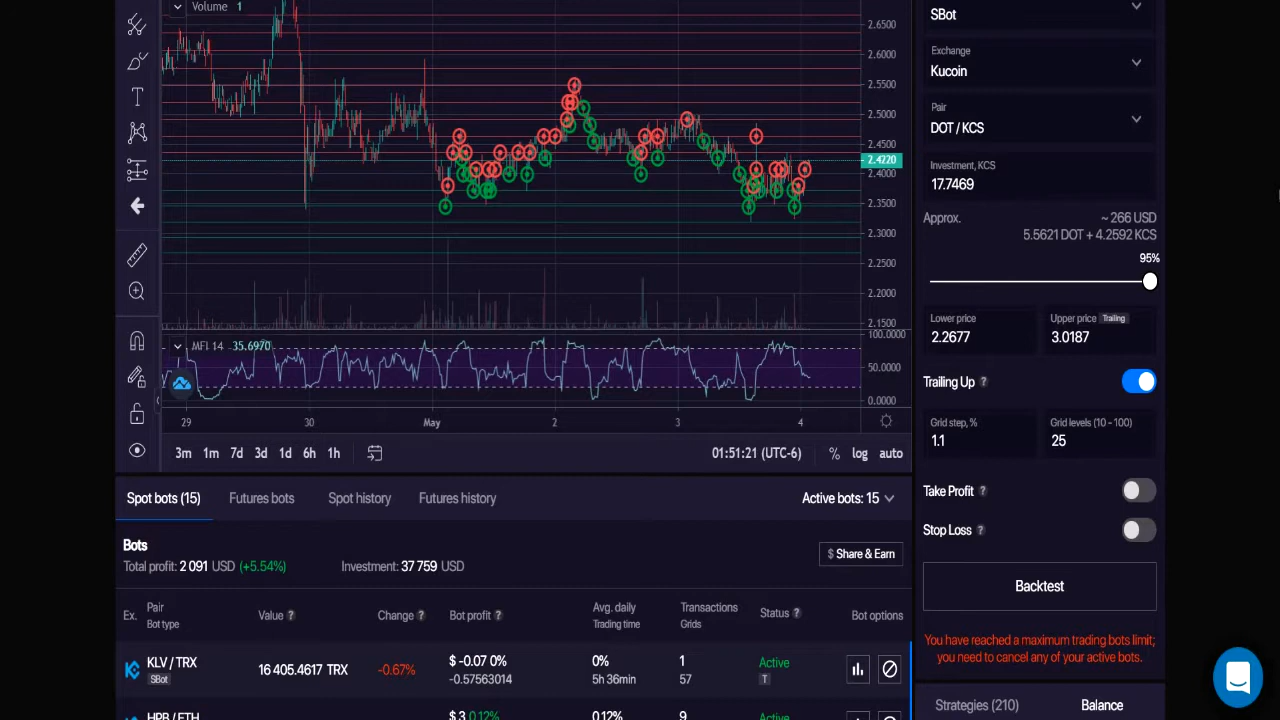 Volume 1
2.6500
2.6000
2.5500
2.5000
2.4500
2.4220
2.4000
2.3500
2.3000
2.2500
2.2000
2.1500
100.0000
MFI 14 35.6970
50.0000
0.0000
29 30 May 2 3 4
3m 1m 7d 3d 1d 6h 1h 01:51:21 (UTC-6) % log auto
SBot
Exchange
Kucoin
Pair
DOT / KCS
Investment, KCS
17.7469
Approx. ~ 266 USD
5.5621 DOT + 4.2592 KCS
95%
Lower price Upper price Trailing
2.2677 3.0187
Trailing Up ?
Grid step, % Grid levels (10 - 100)
1.1 25
Take Profit ?
Stop Loss ?
Backtest
You have reached a maximum trading bots limit;
you need to cancel any of your active bots.
Strategies (210) Balance
Spot bots (15) Futures bots Spot history Futures history Active bots: 15
Bots
Total profit: 2 091 USD (+5.54%) Investment: 37 759 USD
$ Share & Earn
Ex. Pair Value ? Change ? Bot profit ? Avg. daily Transactions Status ? Bot options
Bot type Trading time Grids
KLV / TRX 16 405.4617 TRX -0.67% $ -0.07 0% 0% 1 Active
SBot -0.57563014 5h 36min 57 T
HPB / ETH $ 3 0.12% 0.12% 9 Active